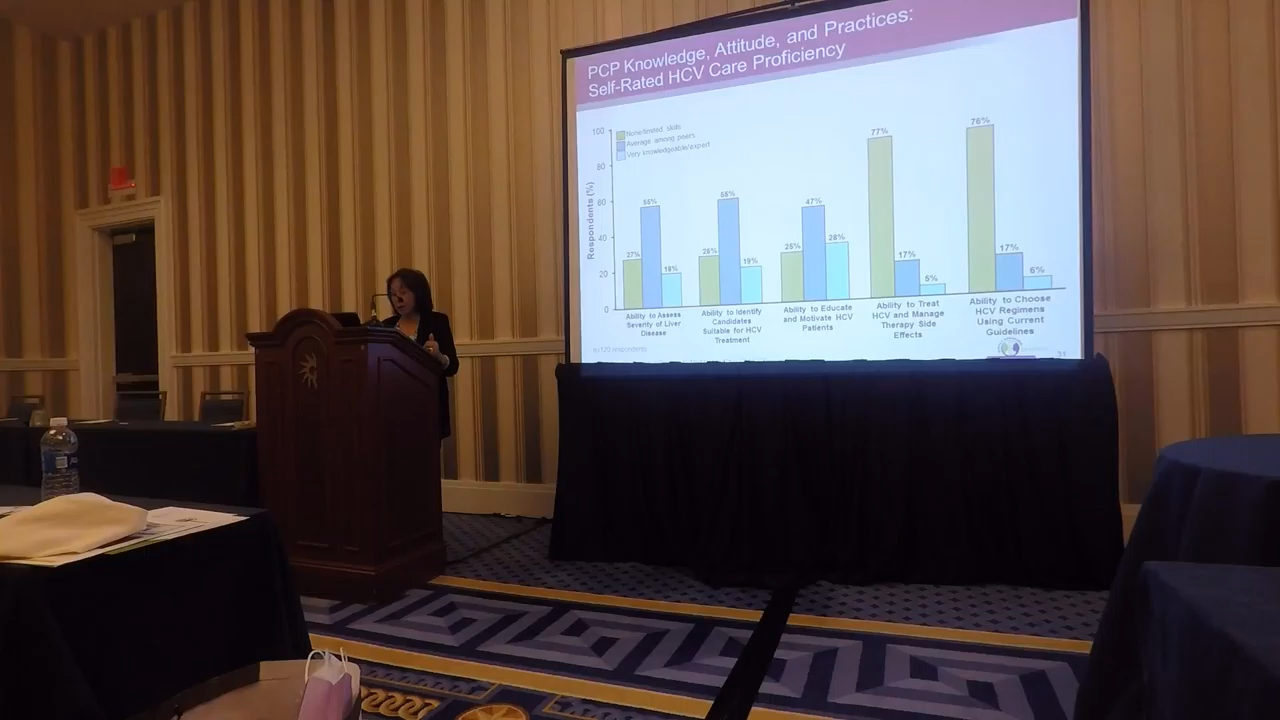 PCP Knowledge, Attitude, and Practices:
Self-Rated HCV Care Proficiency
None/limited skills
Average among peers
Very knowledgeable/expert
Respondents (%)
100
80
60
40
20
0
27%
55%
18%
26%
19%
25%
47%
28%
77%
17%
5%
76%
17%
6%
Ability to Assess
Severity of Liver
Disease
Ability to Identify
Candidates
Suitable for HCV
Treatment
Ability to Educate
and Motivate HCV
Patients
Ability to Treat
HCV and Manage
Therapy Side
Effects
Ability to Choose
HCV Regimens
Using Current
Guidelines
respondents
31